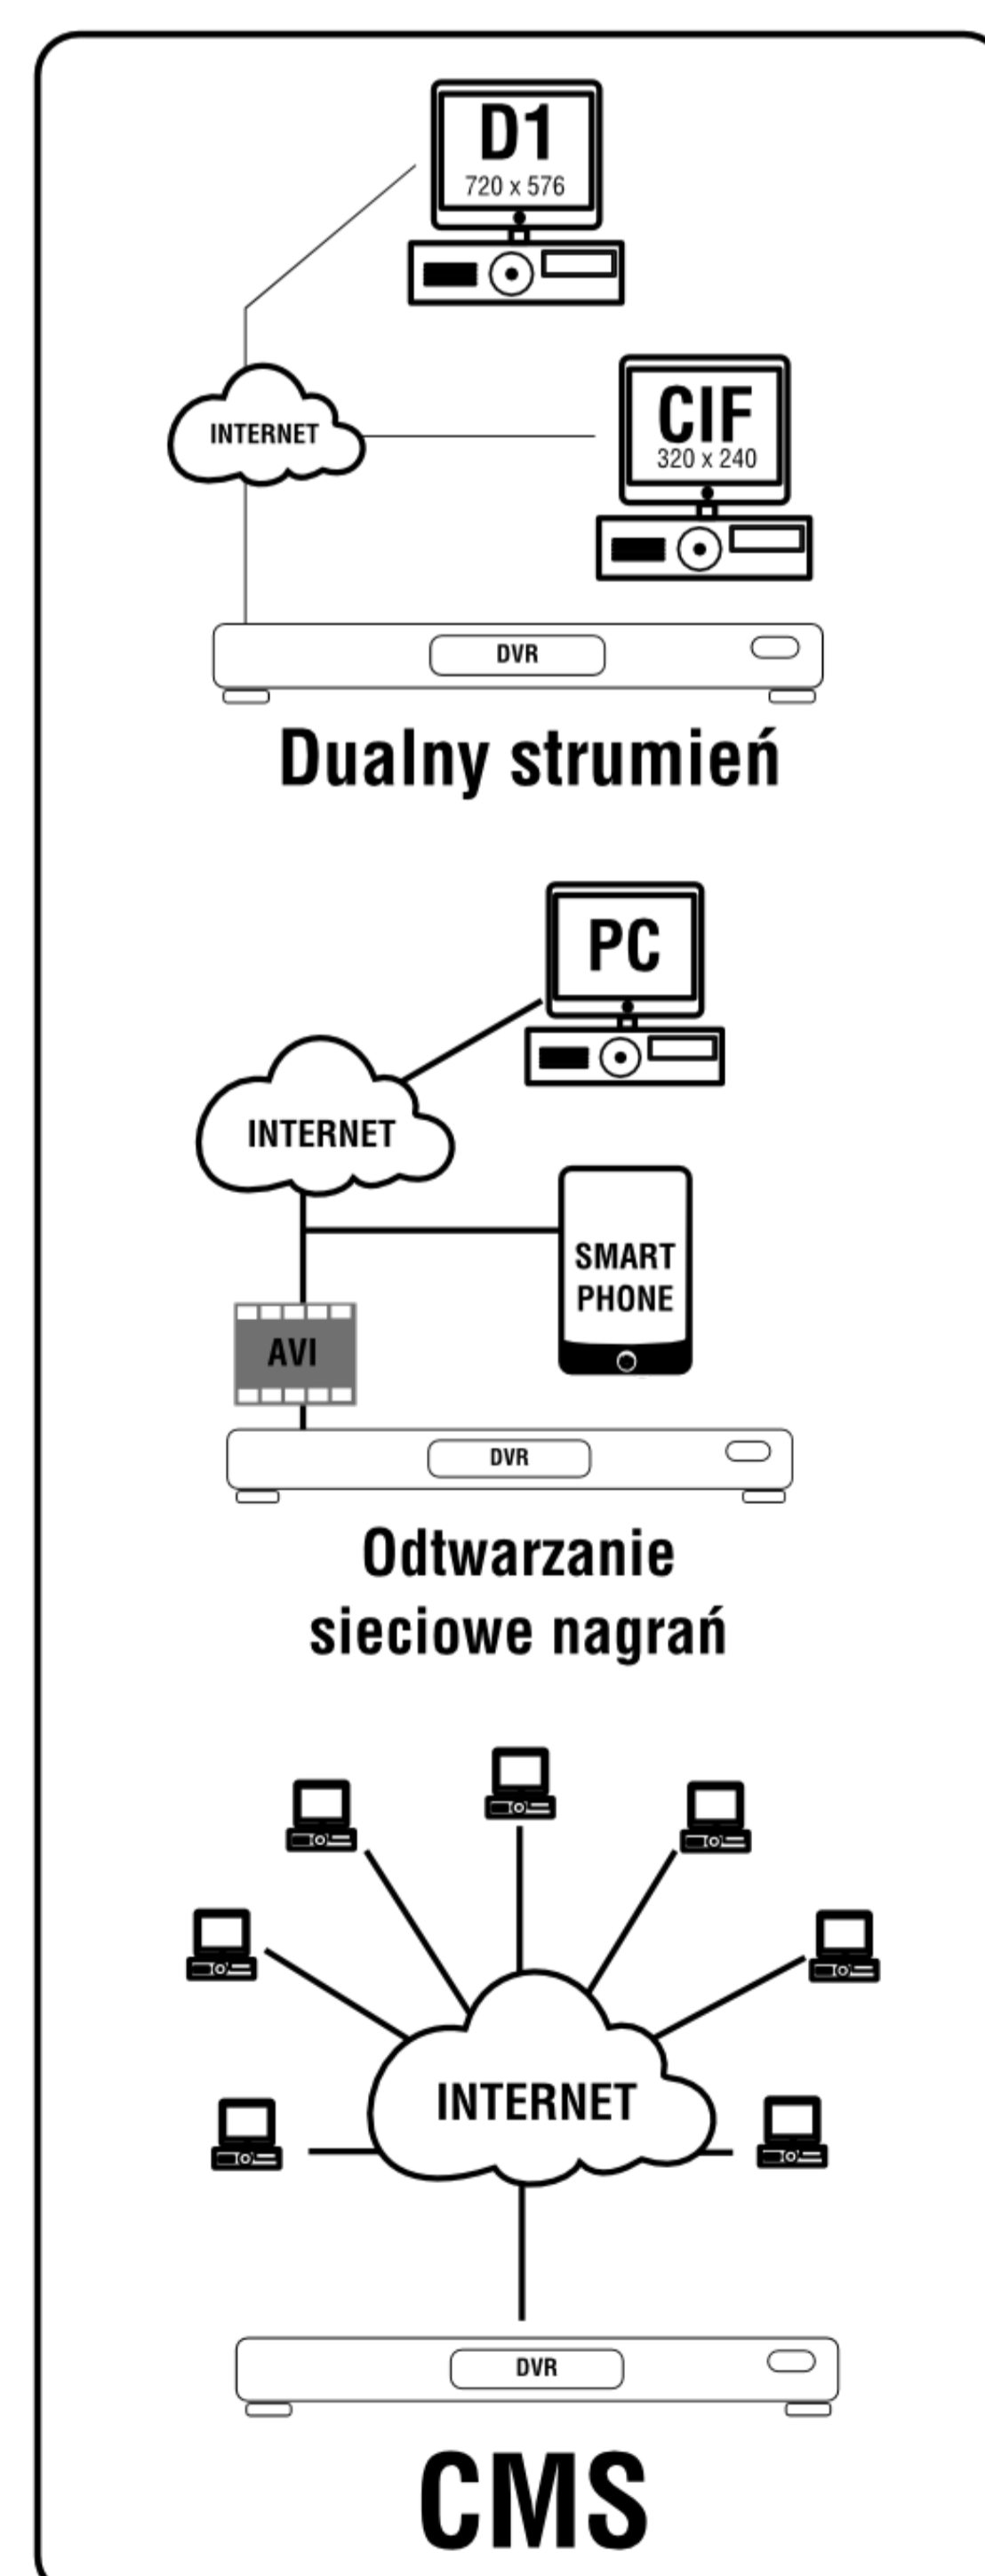 D1
720 x 576
INTERNET
CIF
320 x 240
DVR
Dualny strumień
PC
INTERNET
SMART
PHONE
AVI
DVR
Odtwarzanie
sieciowe nagrań
INTERNET
DVR
CMS